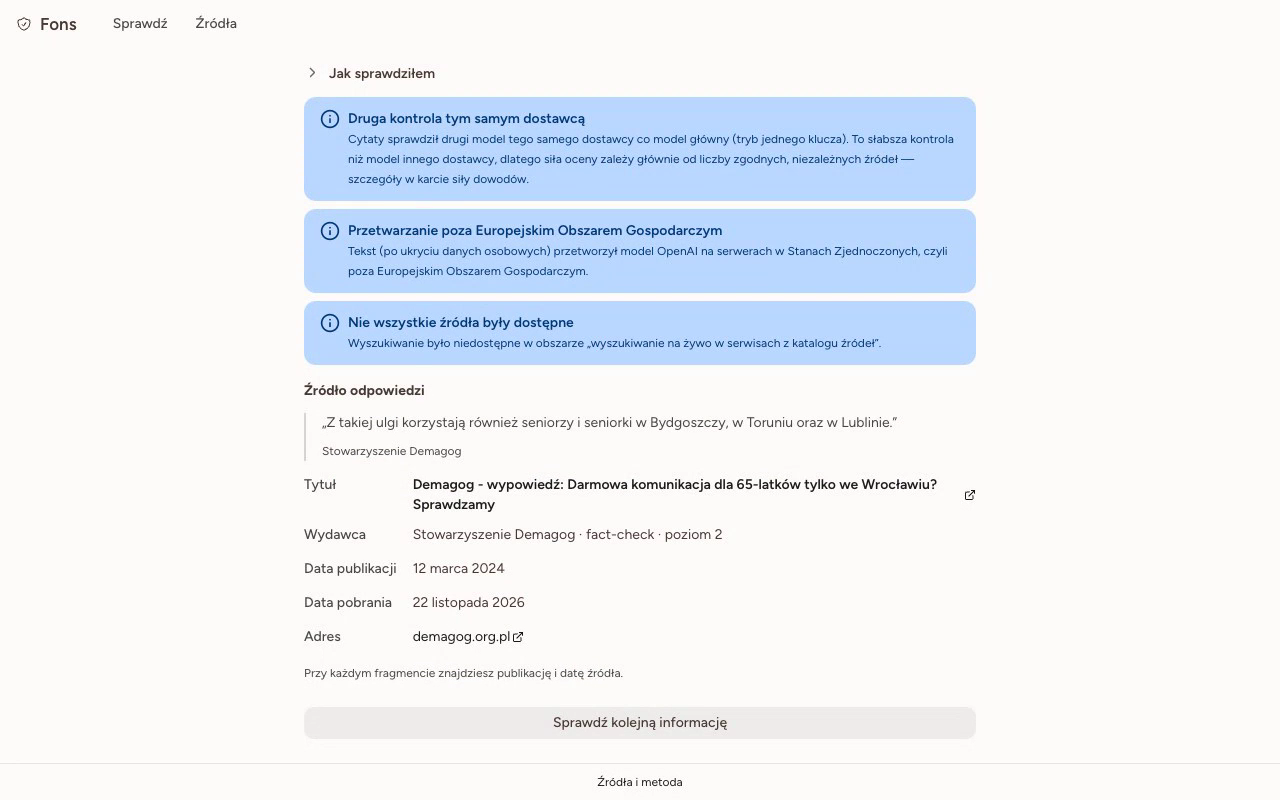 Fons
Sprawdź
Źródła
Jak sprawdziłem
Druga kontrola tym samym dostawcą
Cytaty sprawdził drugi model tego samego dostawcy co model główny (tryb jednego klucza). To słabsza kontrola
niż model innego dostawcy, dlatego siła oceny zależy głównie od liczby zgodnych, niezależnych źródeł —
szczegóły w karcie siły dowodów.
Przetwarzanie poza Europejskim Obszarem Gospodarczym
Tekst (po ukryciu danych osobowych) przetworzył model OpenAI na serwerach w Stanach Zjednoczonych, czyli
poza Europejskim Obszarem Gospodarczym.
Nie wszystkie źródła były dostępne
Wyszukiwanie było niedostępne w obszarze „wyszukiwanie na żywo w serwisach z katalogu źródeł”.
Źródło odpowiedzi
„Z takiej ulgi korzystają również seniorzy i seniorki w Bydgoszczy, w Toruniu oraz w Lublinie.”
Stowarzyszenie Demagog
Tytuł
Demagog - wypowiedź: Darmowa komunikacja dla 65-latków tylko we Wrocławiu?
Sprawdzamy
Wydawca
Stowarzyszenie Demagog · fact-check · poziom 2
Data publikacji
12 marca 2024
Data pobrania
22 listopada 2026
Adres
demagog.org.pl
Przy każdym fragmencie znajdziesz publikację i datę źródła.
Sprawdź kolejną informację
Źródła i metoda